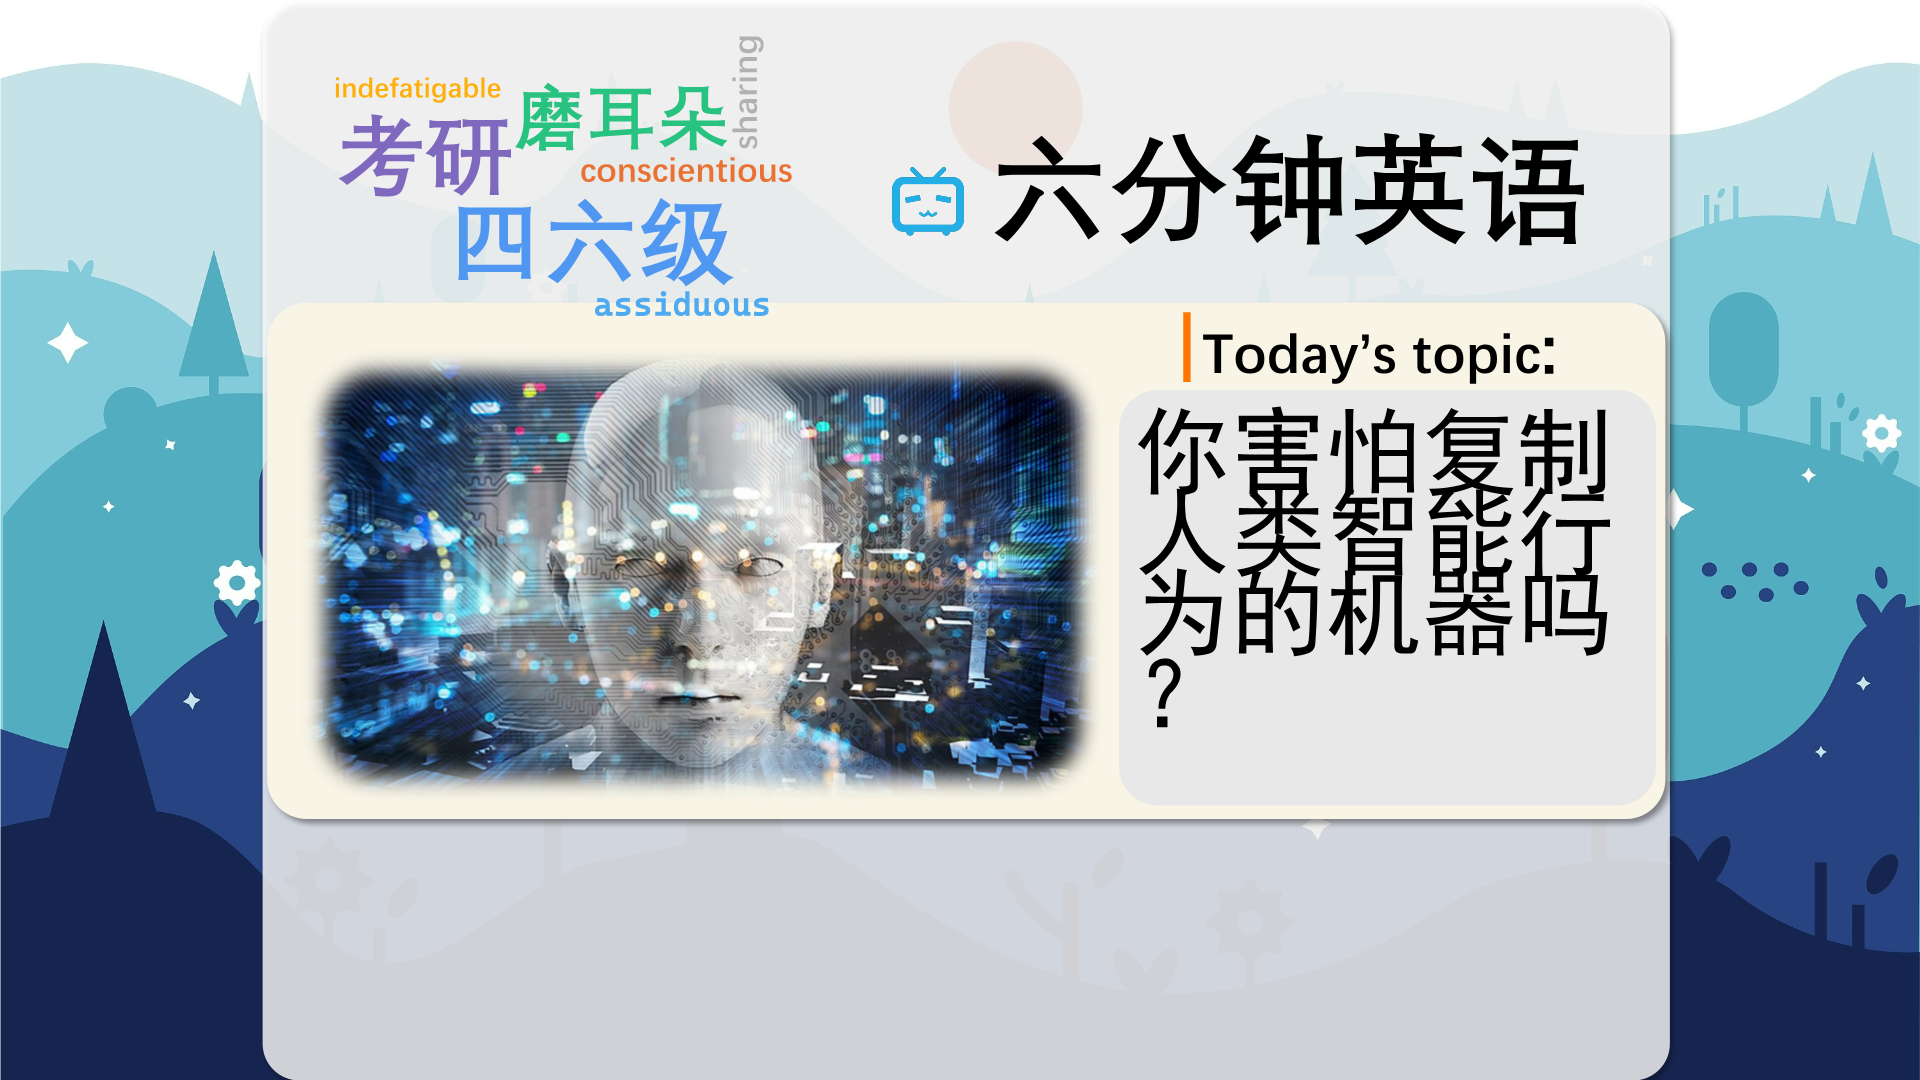 indefatigable
磨耳朵
sharing
考研
conscientious
四六级
assiduous
六分钟英语
Today’s topic:
你害怕复制
人类智能行
为的机器吗
?